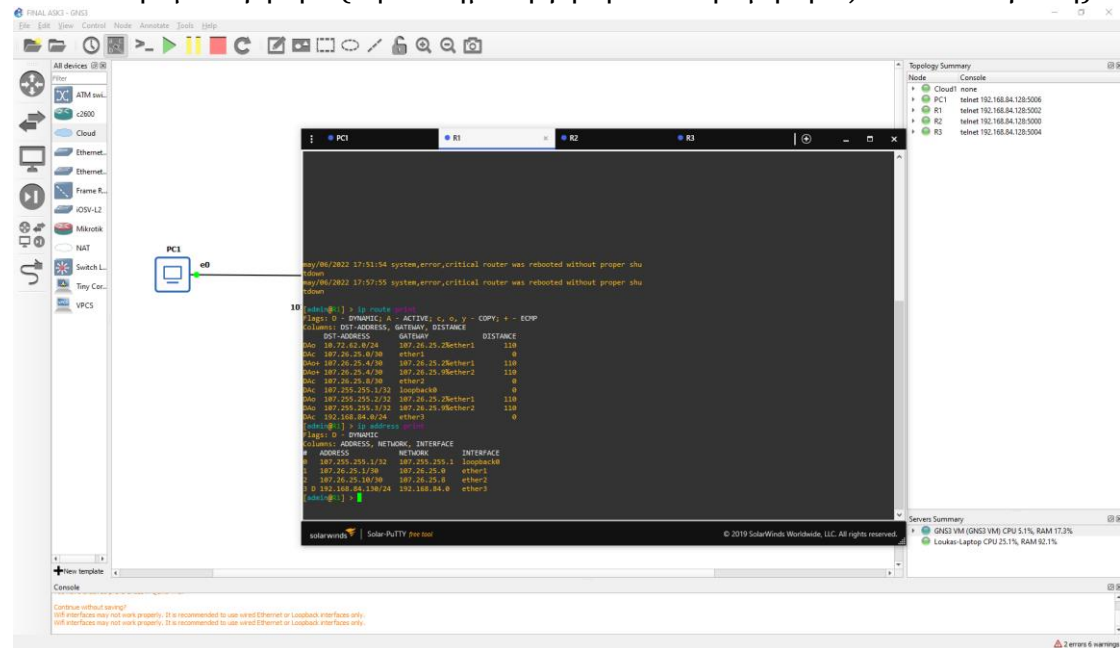 FINAL ASK3 - GNS3
File Edit View Control Node Annotate Tools Help
All devices
Filter
ATM swi...
c2600
Cloud
Ethernet...
Ethernet...
Frame R...
iOSV-L2
Mikrotik
NAT
Switch L...
Tiny Cor...
VPCS
New template
PC1
e0
10
PC1 R1 R2 R3
may/06/2022 17:51:54 system,error,critical router was rebooted without proper shu
tdown
may/06/2022 17:57:55 system,error,critical router was rebooted without proper shu
tdown
[admin@R1] > ip route print
Flags: D - DYNAMIC; A - ACTIVE; c, o, y - COPY; + - ECMP
Columns: DST-ADDRESS, GATEWAY, DISTANCE
DST-ADDRESS GATEWAY DISTANCE
DAo 10.72.62.0/24 107.26.25.2%ether1 110
DAc 107.26.25.0/30 ether1 0
DAo+ 107.26.25.4/30 107.26.25.2%ether1 110
DAo+ 107.26.25.4/30 107.26.25.9%ether2 110
DAc 107.26.25.8/30 ether2 0
DAc 107.255.255.1/32 loopback0 0
DAo 107.255.255.2/32 107.26.25.2%ether1 110
DAo 107.255.255.3/32 107.26.25.9%ether2 110
DAc 192.168.84.0/24 ether3 0
[admin@R1] > ip address print
Flags: D - DYNAMIC
Columns: ADDRESS, NETWORK, INTERFACE
# ADDRESS NETWORK INTERFACE
0 107.255.255.1/32 107.255.255.1 loopback0
1 107.26.25.1/30 107.26.25.0 ether1
2 107.26.25.10/30 107.26.25.8 ether2
3 D 192.168.84.130/24 192.168.84.0 ether3
[admin@R1] >
solarwinds Solar-PuTTY free tool
© 2019 SolarWinds Worldwide, LLC. All rights reserved.
Topology Summary
Node Console
Cloud1 none
PC1 telnet 192.168.84.128:5006
R1 telnet 192.168.84.128:5002
R2 telnet 192.168.84.128:5000
R3 telnet 192.168.84.128:5004
Servers Summary
GNS3 VM (GNS3 VM) CPU 5.1%, RAM 17.3%
Loukas-Laptop CPU 25.1%, RAM 92.1%
Console
Continue without saving?
Wifi interfaces may not work properly. It is recommended to use wired Ethernet or Loopback interfaces only.
Wifi interfaces may not work properly. It is recommended to use wired Ethernet or Loopback interfaces only.
2 errors 6 warnings